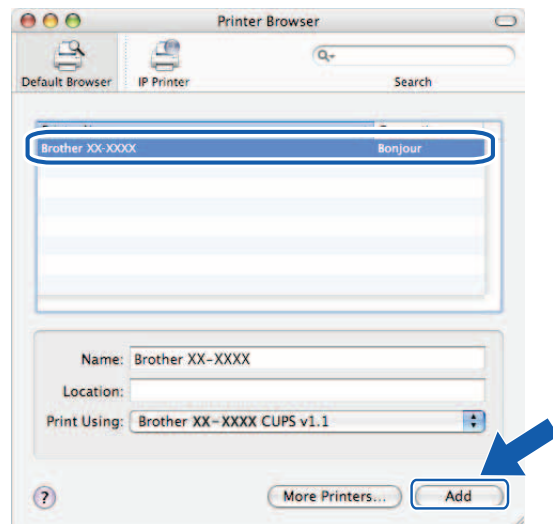 Printer Browser
Default Browser
IP Printer
Search
Brother XX-XXXX Bonjour
Name: Brother XX-XXXX
Location:
Print Using: Brother XX-XXXX CUPS v1.1
? More Printers... Add